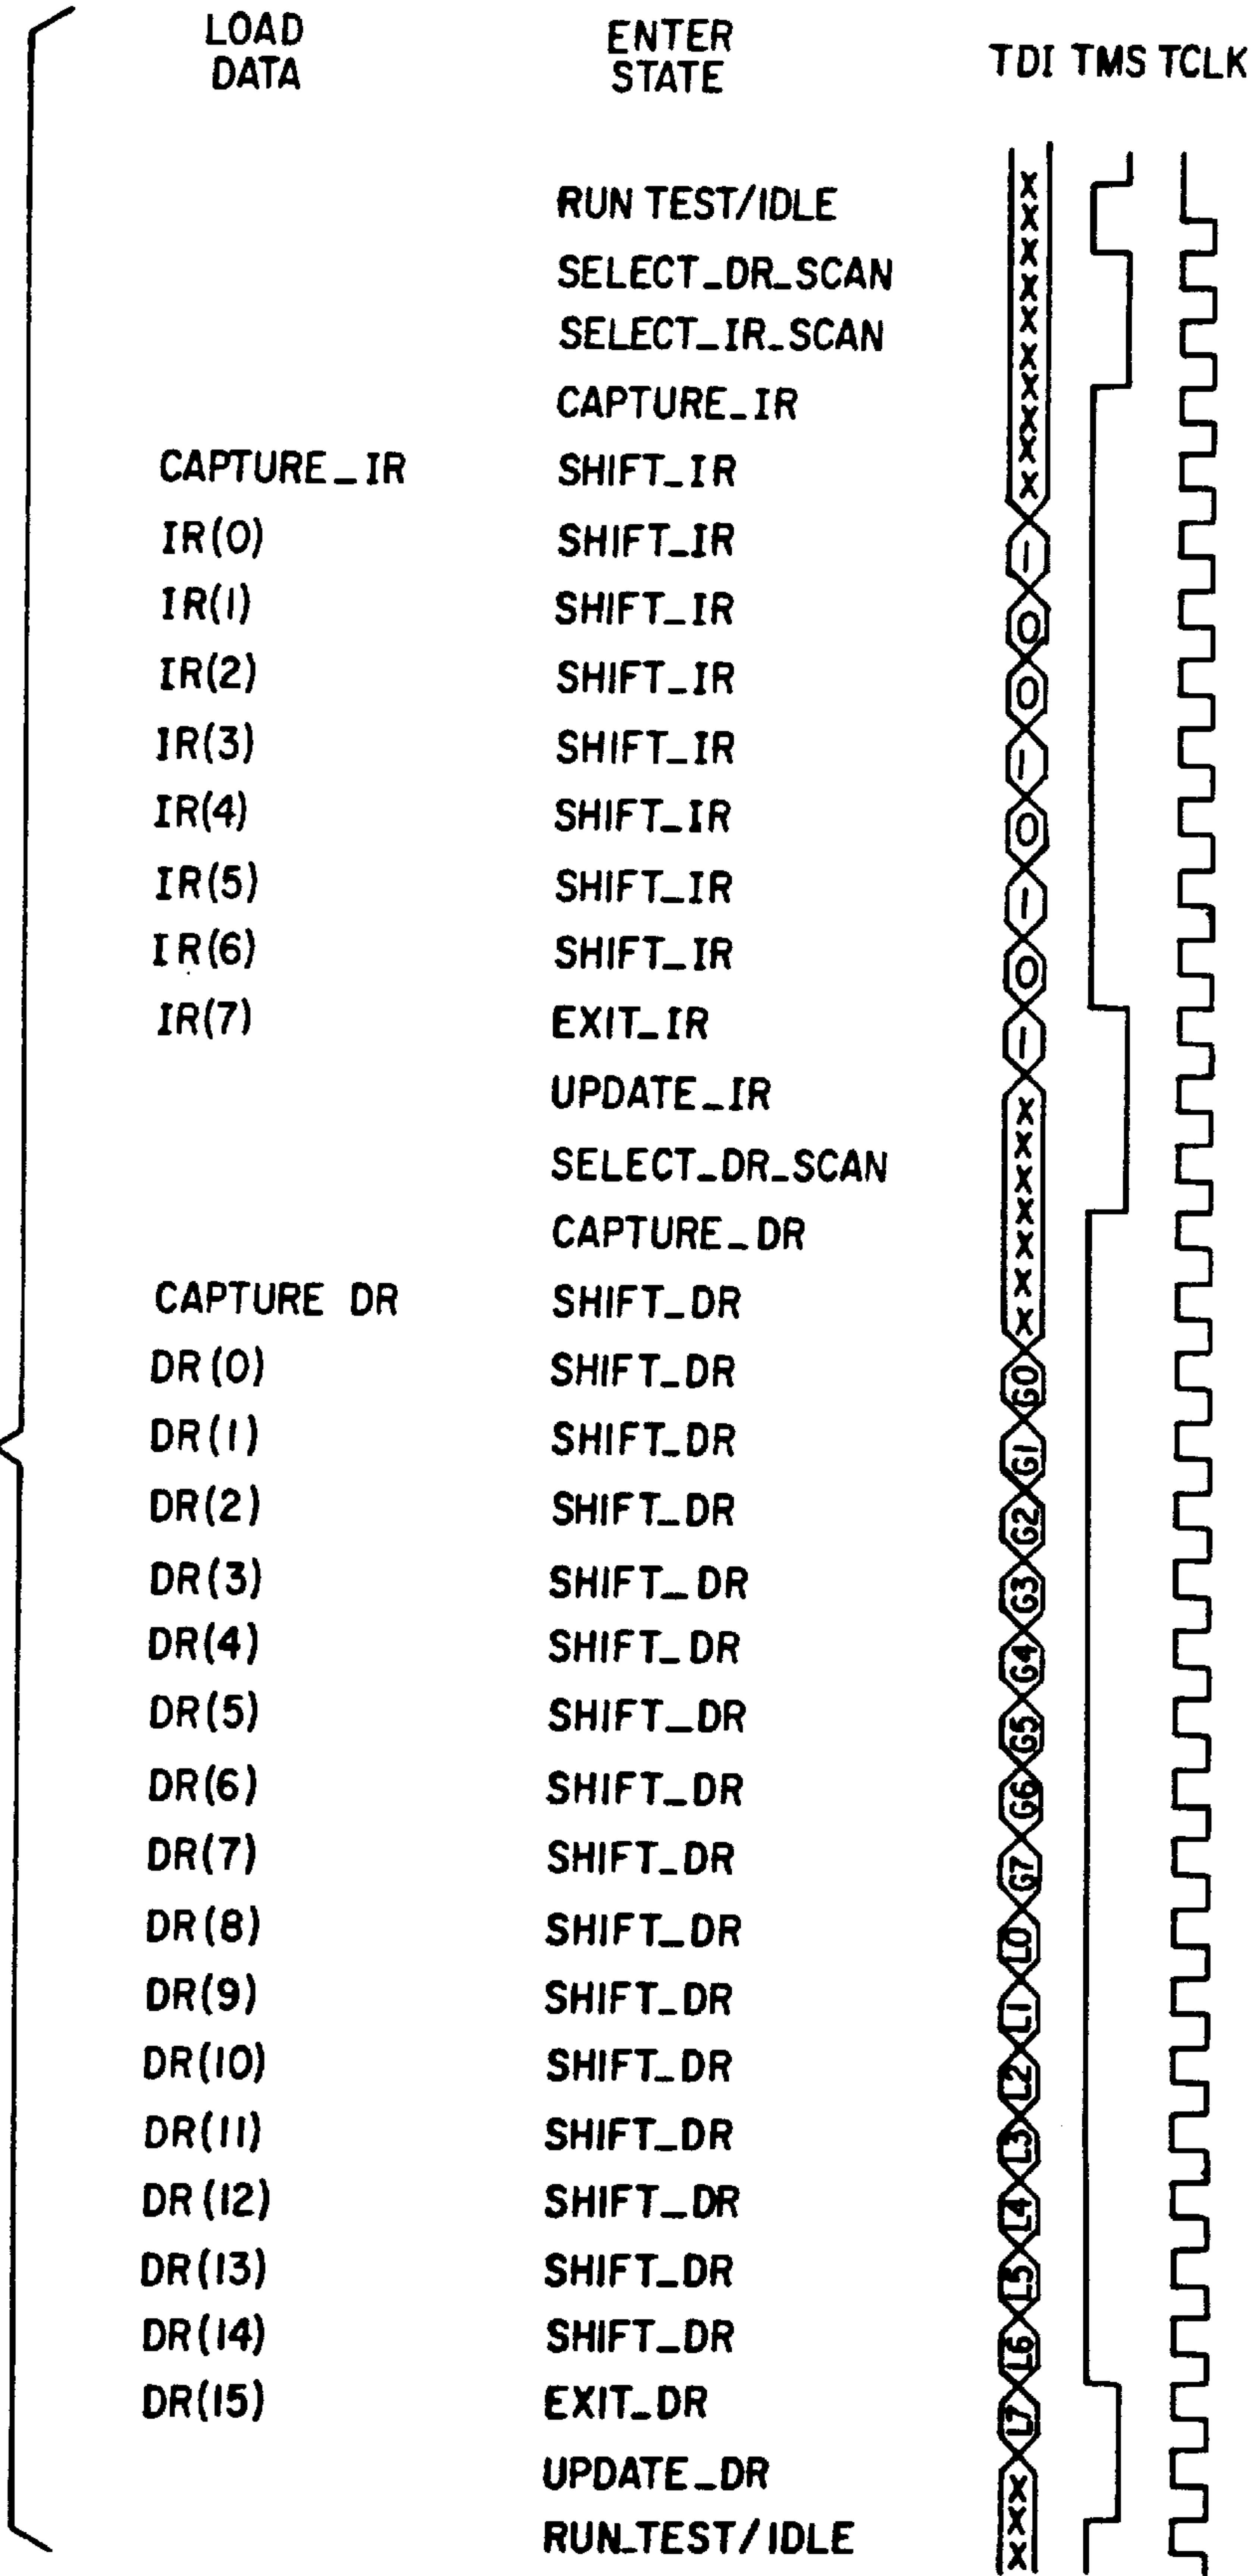 LOAD DATA ENTER STATE TDI TMS TCLK
X X X X X X X X X X
RUN TEST/IDLE
SELECT_DR_SCAN
SELECT_IR_SCAN
CAPTURE_IR
CAPTURE_IR SHIFT_IR
IR(0) SHIFT_IR 1
IR(1) SHIFT_IR 0
IR(2) SHIFT_IR 0
IR(3) SHIFT_IR 1
IR(4) SHIFT_IR 0
IR(5) SHIFT_IR 1
IR(6) SHIFT_IR 0
IR(7) EXIT_IR 1
UPDATE_IR X
SELECT_DR_SCAN X X X
CAPTURE_DR X
CAPTURE DR SHIFT_DR X X
DR(0) SHIFT_DR G0
DR(1) SHIFT_DR G1
DR(2) SHIFT_DR G2
DR(3) SHIFT_DR G3
DR(4) SHIFT_DR G4
DR(5) SHIFT_DR G5
DR(6) SHIFT_DR G6
DR(7) SHIFT_DR G7
DR(8) SHIFT_DR L0
DR(9) SHIFT_DR L1
DR(10) SHIFT_DR L2
DR(11) SHIFT_DR L3
DR(12) SHIFT_DR L4
DR(13) SHIFT_DR L5
DR(14) SHIFT_DR L6
DR(15) EXIT_DR L7
UPDATE_DR X X
RUN_TEST/IDLE X